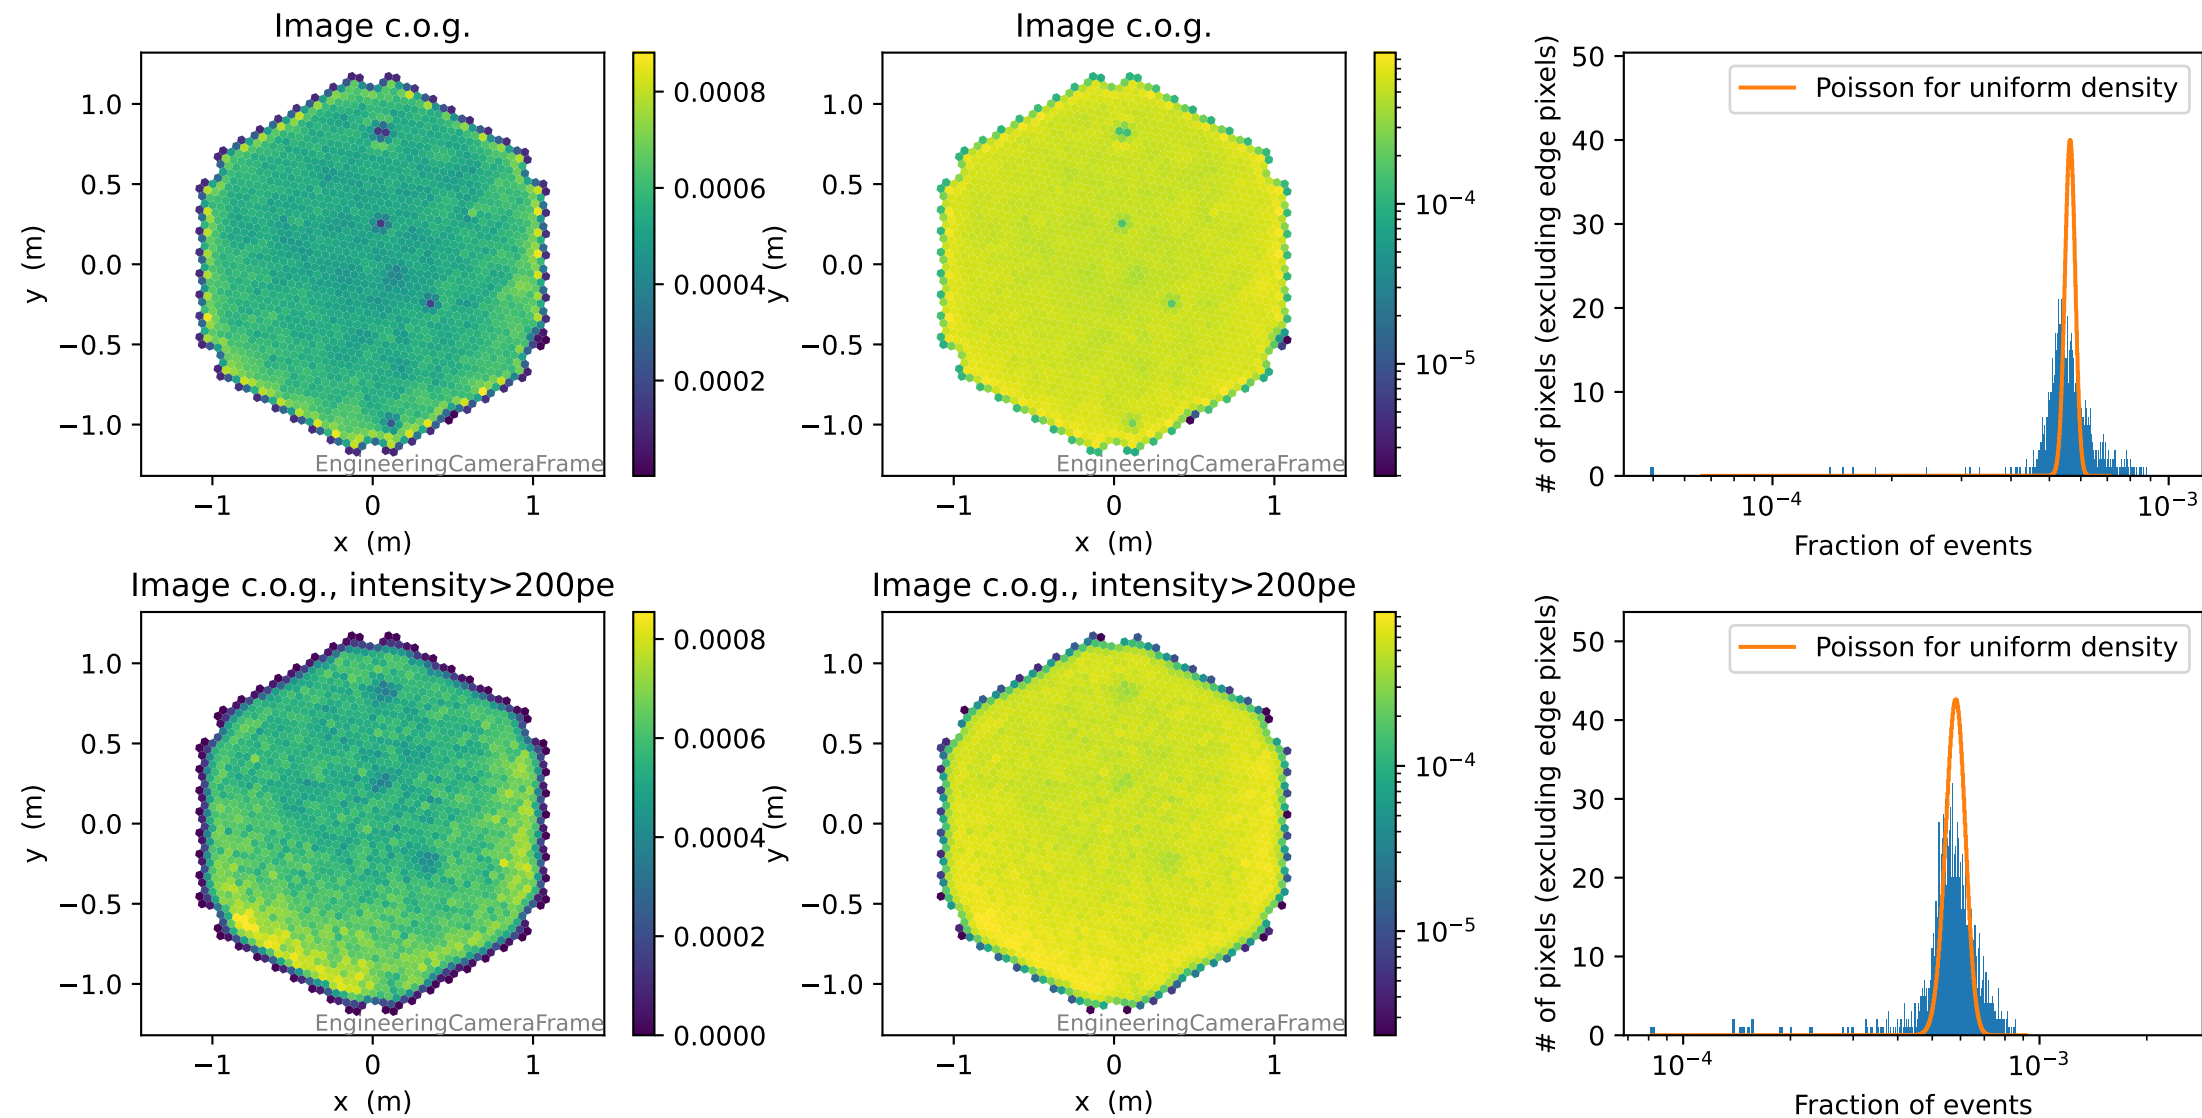 Image c.o.g.
1.0
0.5
0.0
−0.5
−1.0
y (m)
−1
0
1
x (m)
EngineeringCameraFrame
0.0008
0.0006
0.0004
0.0002
Image c.o.g.
1.0
0.5
0.0
−0.5
−1.0
y (m)
−1
0
1
x (m)
EngineeringCameraFrame
10⁻⁴
10⁻⁵
# of pixels (excluding edge pixels)
50
40
30
20
10
0
Poisson for uniform density
10⁻⁴
10⁻³
Fraction of events
Image c.o.g., intensity>200pe
1.0
0.5
0.0
−0.5
−1.0
y (m)
−1
0
1
x (m)
EngineeringCameraFrame
0.0008
0.0006
0.0004
0.0002
0.0000
Image c.o.g., intensity>200pe
1.0
0.5
0.0
−0.5
−1.0
y (m)
−1
0
1
x (m)
EngineeringCameraFrame
10⁻⁴
10⁻⁵
# of pixels (excluding edge pixels)
50
40
30
20
10
0
Poisson for uniform density
10⁻⁴
10⁻³
Fraction of events